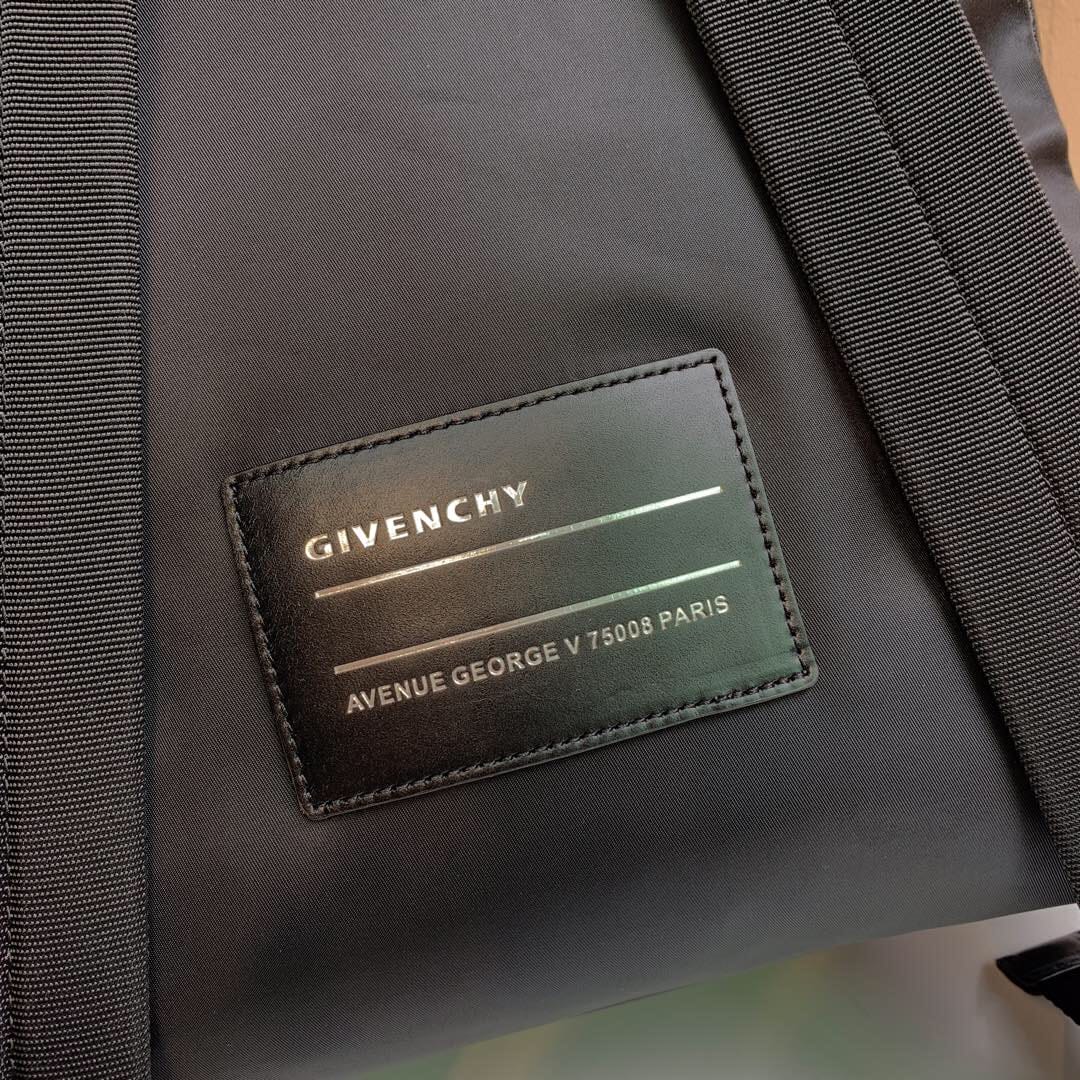 GIVENCHY
AVENUE GEORGE V 75008 PARIS